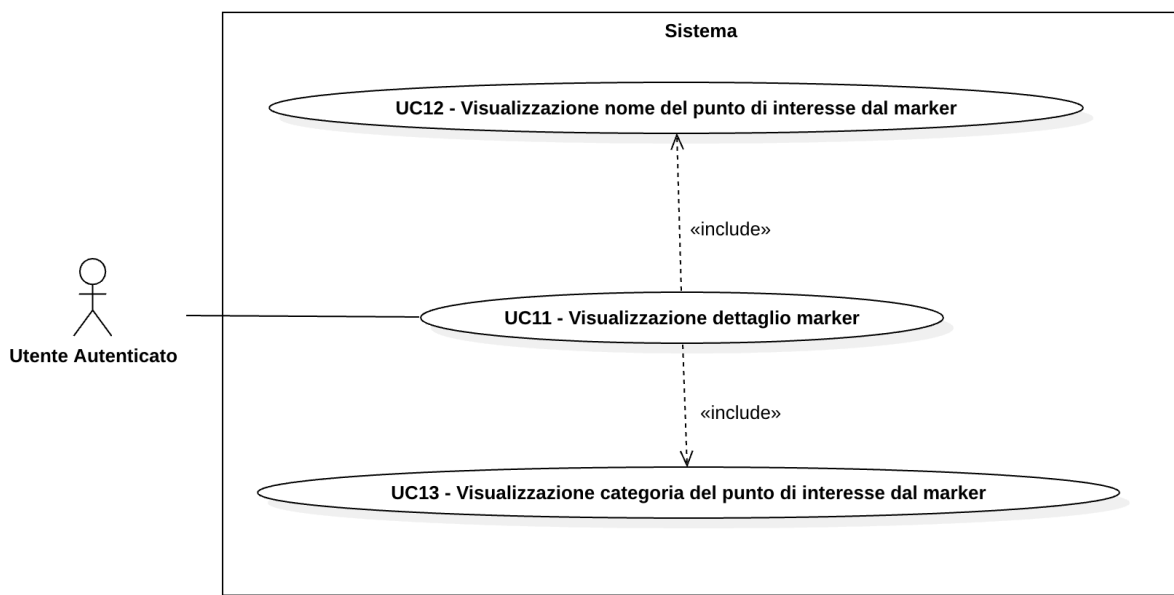 Sistema
UC12 - Visualizzazione nome del punto di interesse dal marker
«include»
UC11 - Visualizzazione dettaglio marker
Utente Autenticato
«include»
UC13 - Visualizzazione categoria del punto di interesse dal marker